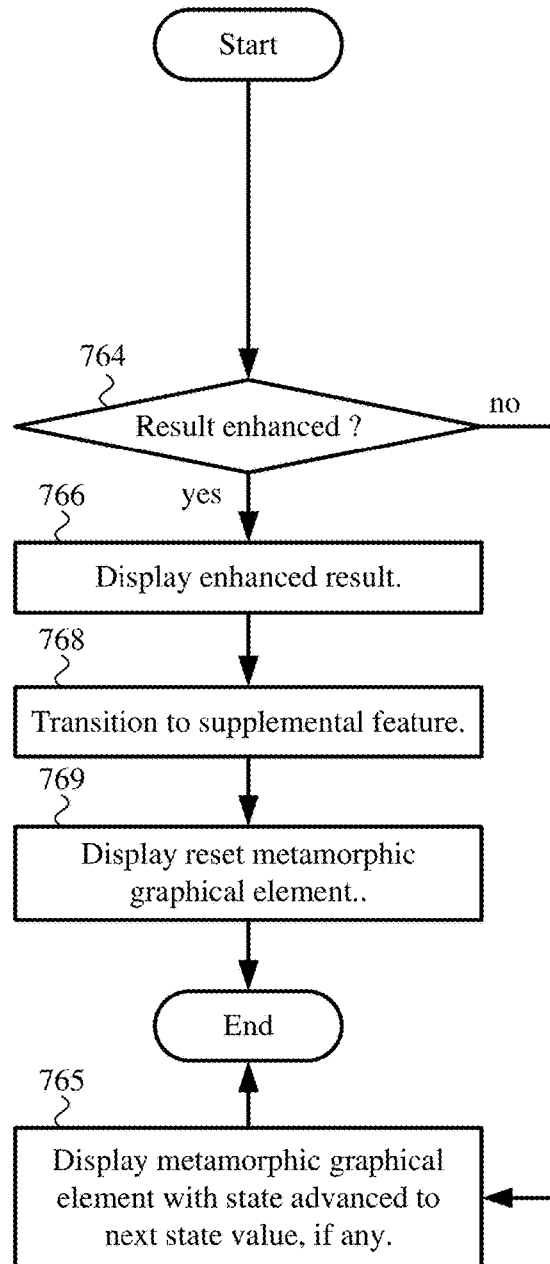 Start
764
Result enhanced ?
no
yes
766
Display enhanced result.
768
Transition to supplemental feature.
769
Display reset metamorphic
graphical element..
End
765
Display metamorphic graphical
element with state advanced to
next state value, if any.